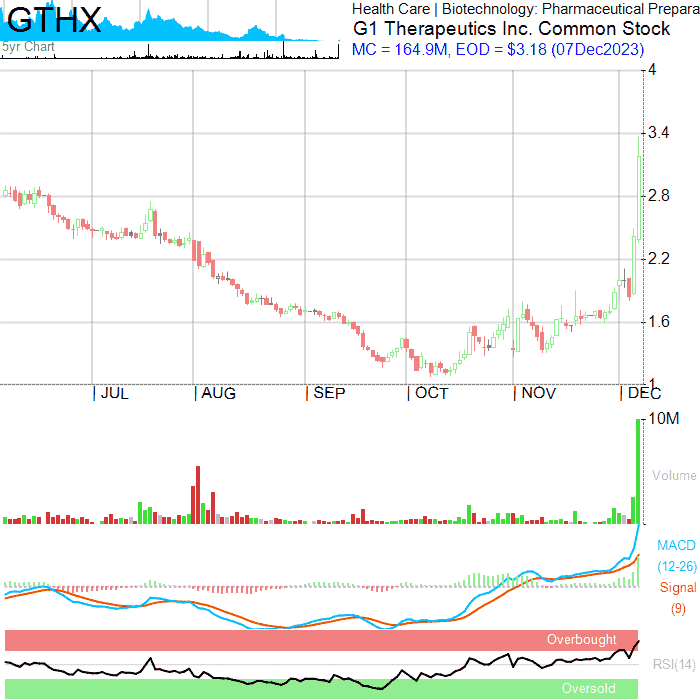 GTHX
5yr Chart
Health Care | Biotechnology: Pharmaceutical Prepara
G1 Therapeutics Inc. Common Stock
MC = 164.9M, EOD = $3.18 (07Dec2023)
4
3.4
2.8
2.2
1.6
1
JUL AUG SEP OCT NOV DEC
10M
Volume
MACD
(12-26)
Signal
(9)
Overbought
RSI(14)
Oversold